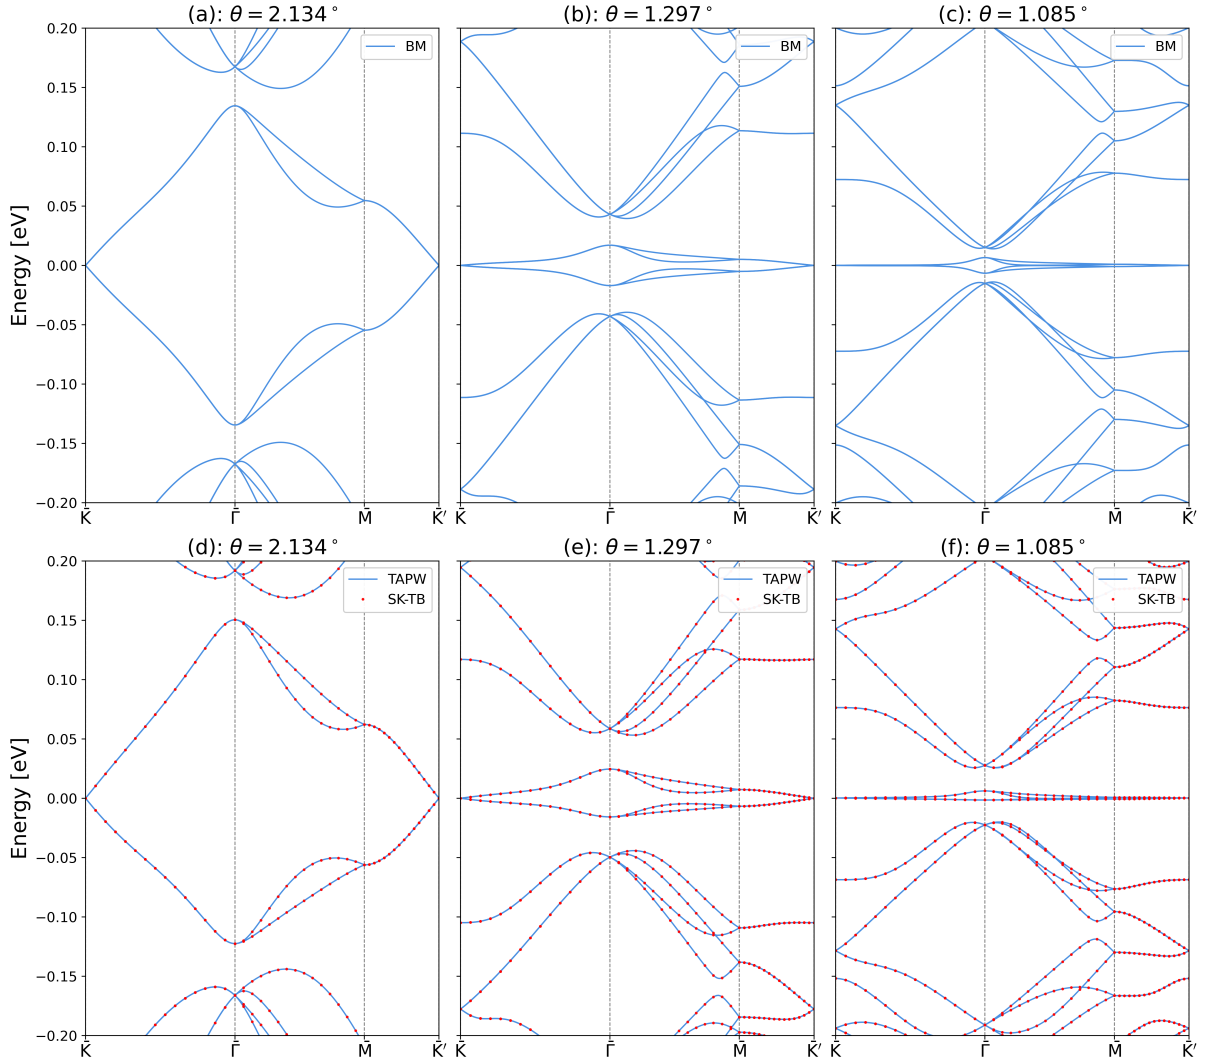 (a): θ = 2.134°
(b): θ = 1.297°
(c): θ = 1.085°
BM
BM
BM
Energy [eV]
0.20
0.15
0.10
0.05
0.00
−0.05
−0.10
−0.15
−0.20
K Γ M K′
K Γ M K′
K Γ M K′
(d): θ = 2.134°
(e): θ = 1.297°
(f): θ = 1.085°
TAPW
SK-TB
TAPW
SK-TB
TAPW
SK-TB
Energy [eV]
0.20
0.15
0.10
0.05
0.00
−0.05
−0.10
−0.15
−0.20
K Γ M K′
K Γ M K′
K Γ M K′